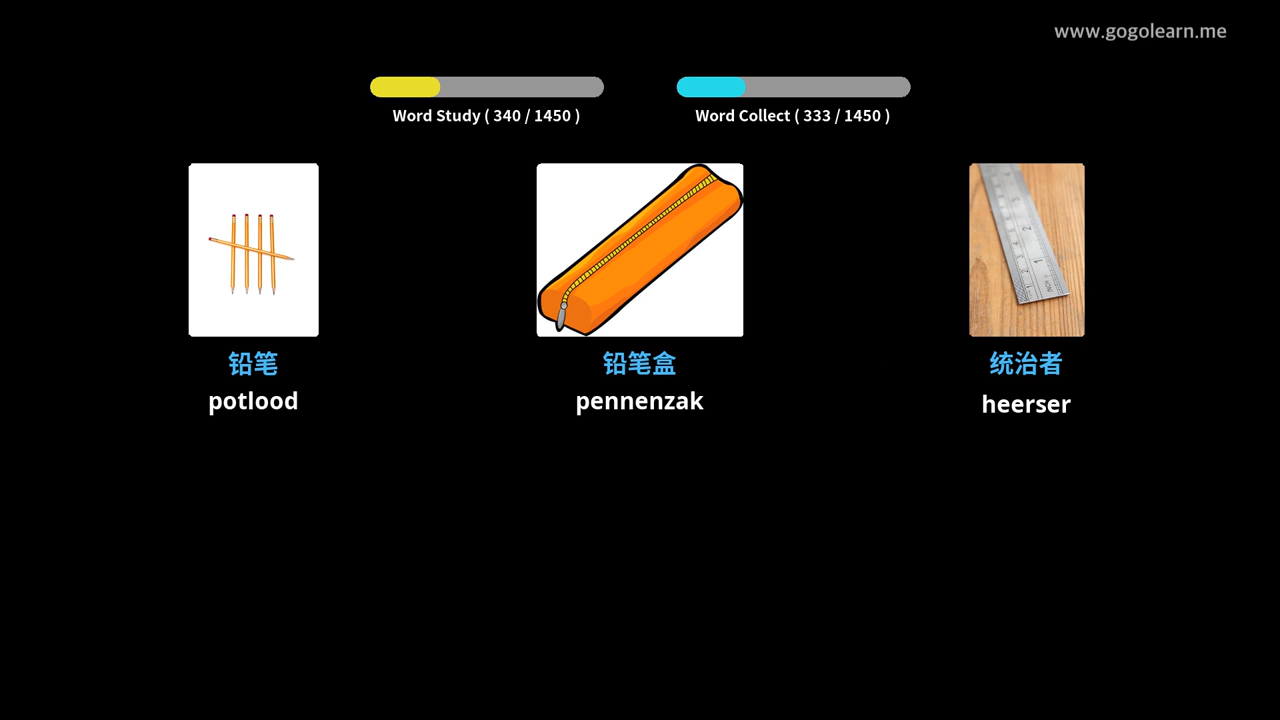 www.gogolearn.me
Word Study ( 340 / 1450 )
Word Collect ( 333 / 1450 )
铅笔
potlood
铅笔盒
pennenzak
统治者
heerser